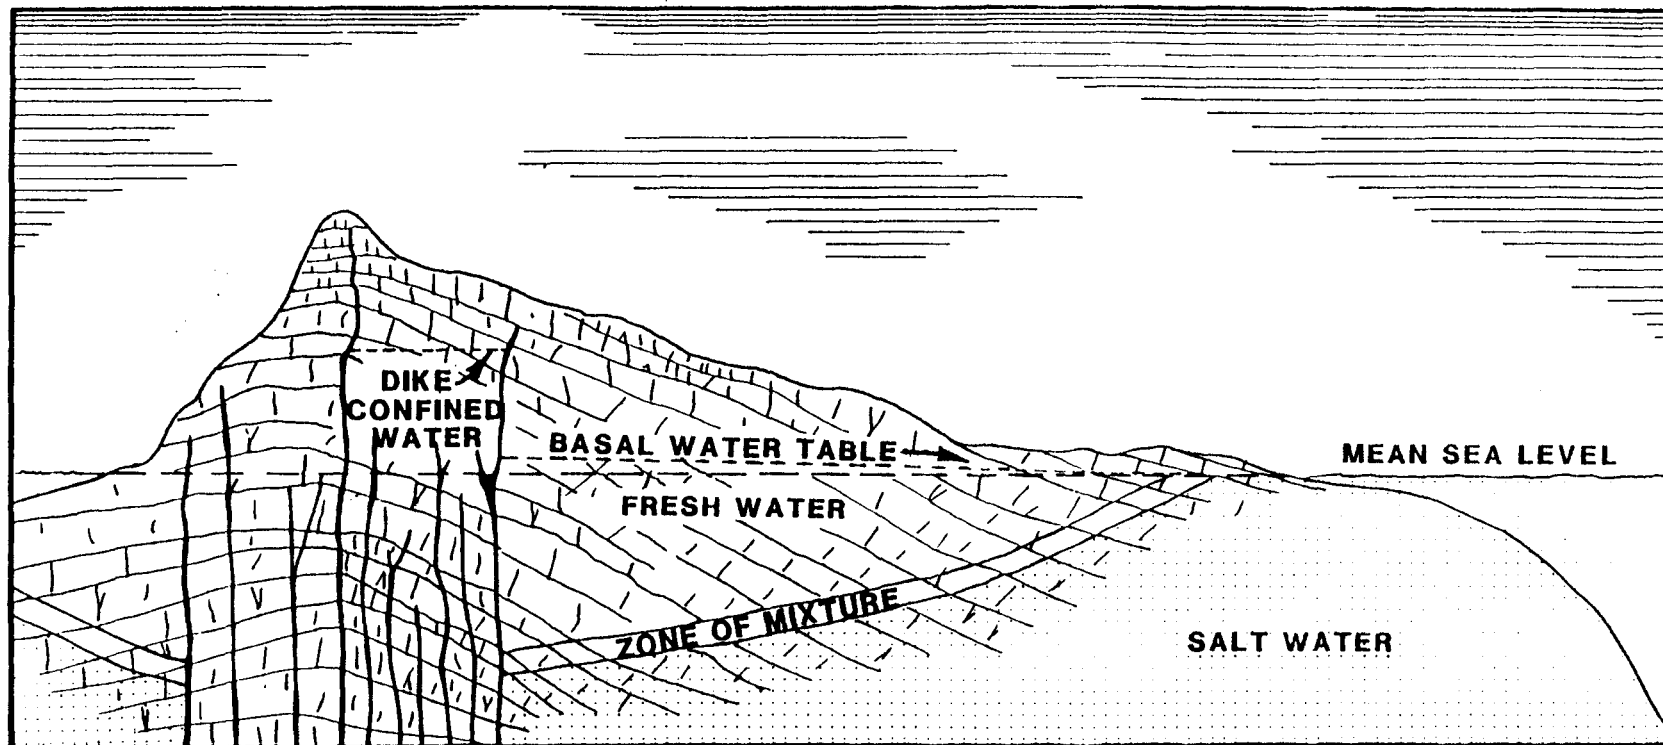 DIKE
CONFINED
WATER
BASAL WATER TABLE
MEAN SEA LEVEL
FRESH WATER
ZONE OF MIXTURE
SALT WATER